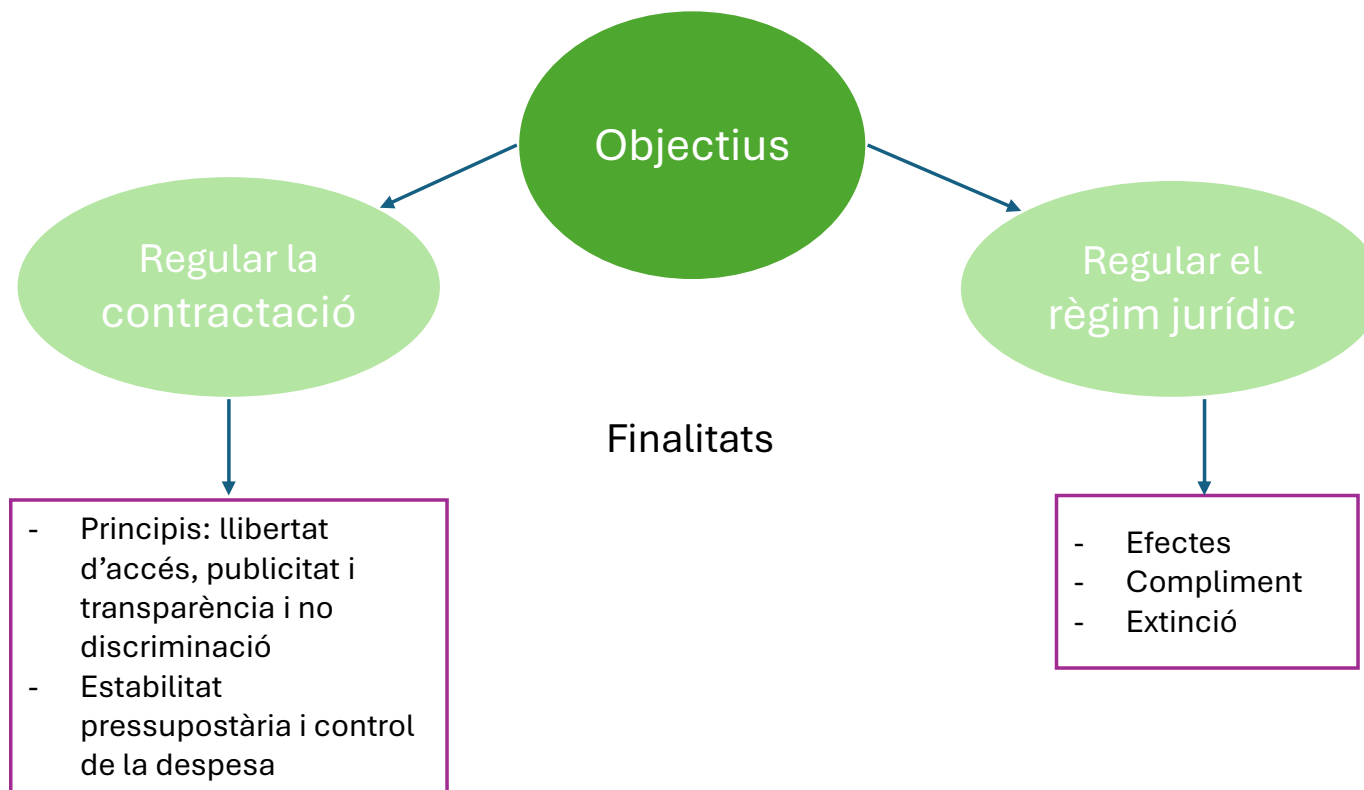 Objectius
Regular la
contractació
Regular el
règim jurídic
Finalitats
- Principis: llibertat
d’accés, publicitat i
transparència i no
discriminació
- Estabilitat
pressupostària i control
de la despesa
- Efectes
- Compliment
- Extinció